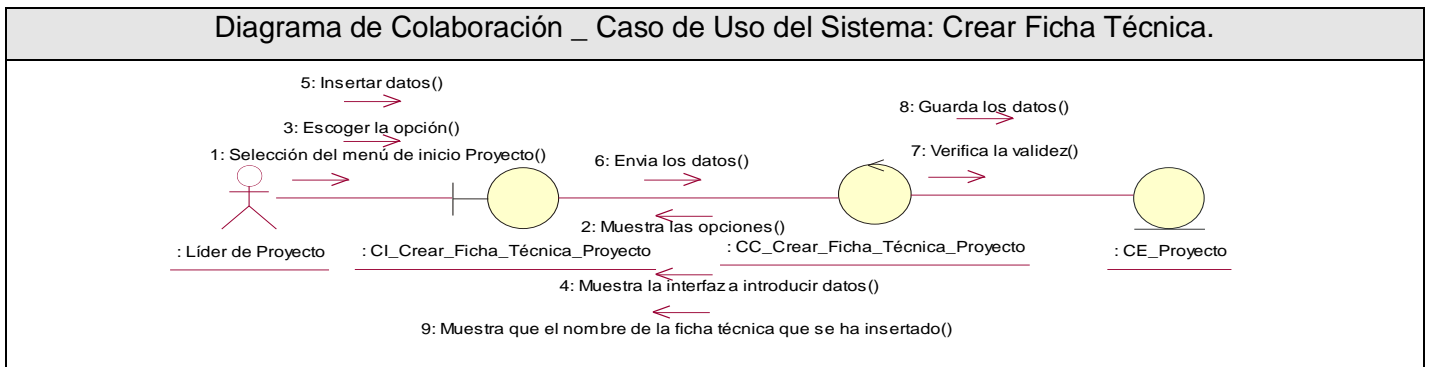 Diagrama de Colaboración _ Caso de Uso del Sistema: Crear Ficha Técnica.
5: Insertar datos()
8: Guarda los datos()
3: Escoger la opción()
1: Selección del menú de inicio Proyecto()
6: Envia los datos()
7: Verifica la validez()
2: Muestra las opciones()
: Líder de Proyecto
: CI_Crear_Ficha_Técnica_Proyecto
: CC_Crear_Ficha_Técnica_Proyecto
: CE_Proyecto
4: Muestra la interfaz a introducir datos()
9: Muestra que el nombre de la ficha técnica que se ha insertado()